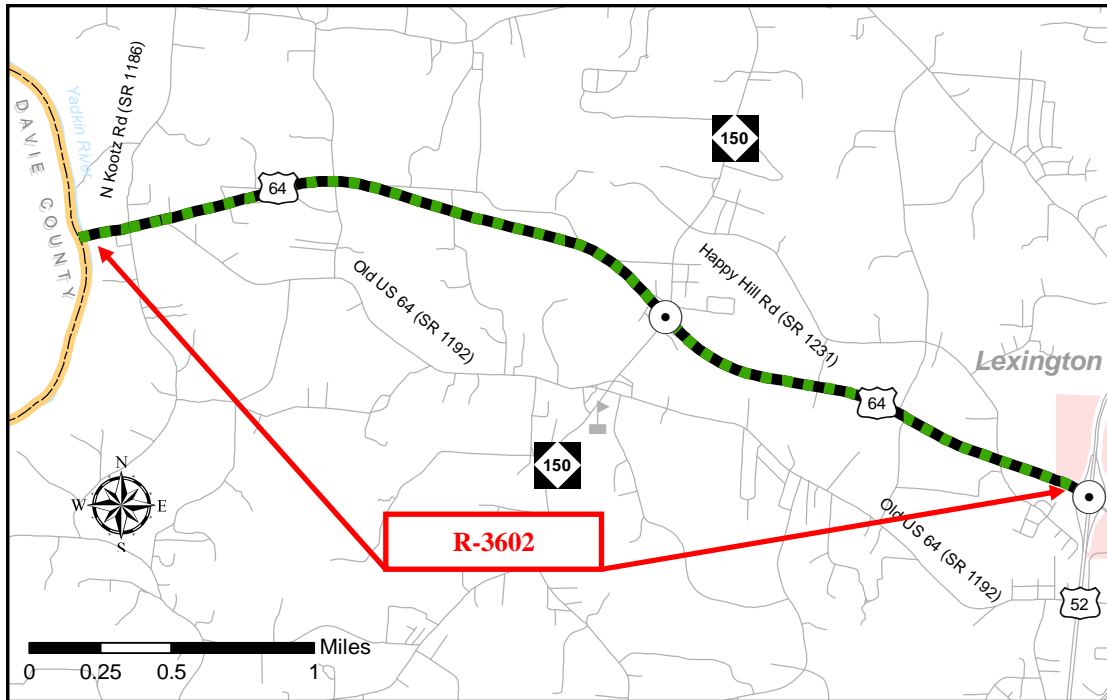 N Kootz Rd (SR 1186)
Yadkin River
DAVIE COUNTY
64
150
Old US 64 (SR 1192)
Happy Hill Rd (SR 1231)
Lexington
64
150
N
W E
S
R-3602
Old US 64 (SR 1192)
52
Miles
0 0.25 0.5 1